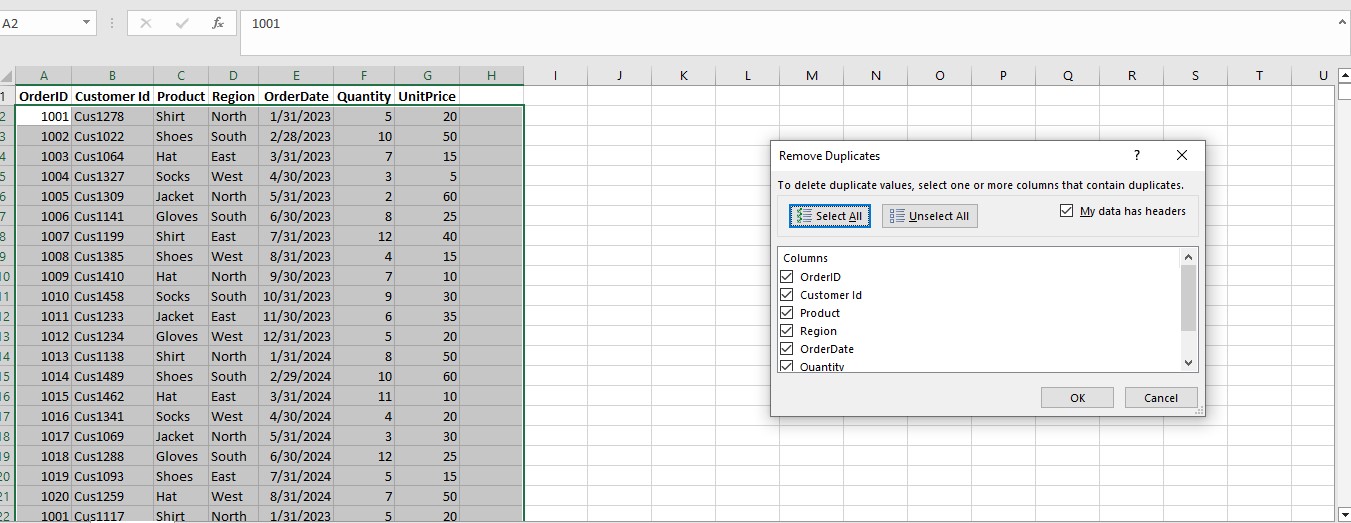 A2 fx 1001
A B C D E F G H I J K L M N O P Q R S T U
1 OrderID Customer Id Product Region OrderDate Quantity UnitPrice
2 1001 Cus1278 Shirt North 1/31/2023 5 20
3 1002 Cus1022 Shoes South 2/28/2023 10 50
4 1003 Cus1064 Hat East 3/31/2023 7 15
5 1004 Cus1327 Socks West 4/30/2023 3 5
6 1005 Cus1309 Jacket North 5/31/2023 2 60
7 1006 Cus1141 Gloves South 6/30/2023 8 25
8 1007 Cus1199 Shirt East 7/31/2023 12 40
9 1008 Cus1385 Shoes West 8/31/2023 4 15
10 1009 Cus1410 Hat North 9/30/2023 7 10
11 1010 Cus1458 Socks South 10/31/2023 9 30
12 1011 Cus1233 Jacket East 11/30/2023 6 35
13 1012 Cus1234 Gloves West 12/31/2023 5 20
14 1013 Cus1138 Shirt North 1/31/2024 8 50
15 1014 Cus1489 Shoes South 2/29/2024 10 60
16 1015 Cus1462 Hat East 3/31/2024 11 10
17 1016 Cus1341 Socks West 4/30/2024 4 20
18 1017 Cus1069 Jacket North 5/31/2024 3 30
19 1018 Cus1288 Gloves South 6/30/2024 12 25
20 1019 Cus1093 Shoes East 7/31/2024 5 15
21 1020 Cus1259 Hat West 8/31/2024 7 50
22 1001 Cus1117 Shirt North 1/31/2023 5 20
Remove Duplicates ?
To delete duplicate values, select one or more columns that contain duplicates.
Select All Unselect All My data has headers
Columns
OrderID
Customer Id
Product
Region
OrderDate
Quantity
OK Cancel